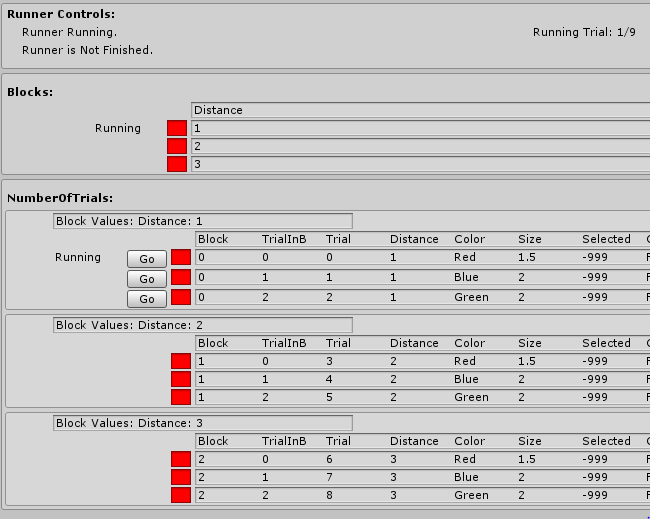 Runner Controls:
Runner Running. Running Trial: 1/9
Runner is Not Finished.
Blocks:
Distance
Running 1
2
3
NumberOfTrials:
Block Values: Distance: 1
Block TrialInB Trial Distance Color Size Selected
Running Go 0 0 0 1 Red 1.5 -999
Go 0 1 1 1 Blue 2 -999
Go 0 2 2 1 Green 2 -999
Block Values: Distance: 2
Block TrialInB Trial Distance Color Size Selected
1 0 3 2 Red 1.5 -999
1 1 4 2 Blue 2 -999
1 2 5 2 Green 2 -999
Block Values: Distance: 3
Block TrialInB Trial Distance Color Size Selected
2 0 6 3 Red 1.5 -999
2 1 7 3 Blue 2 -999
2 2 8 3 Green 2 -999